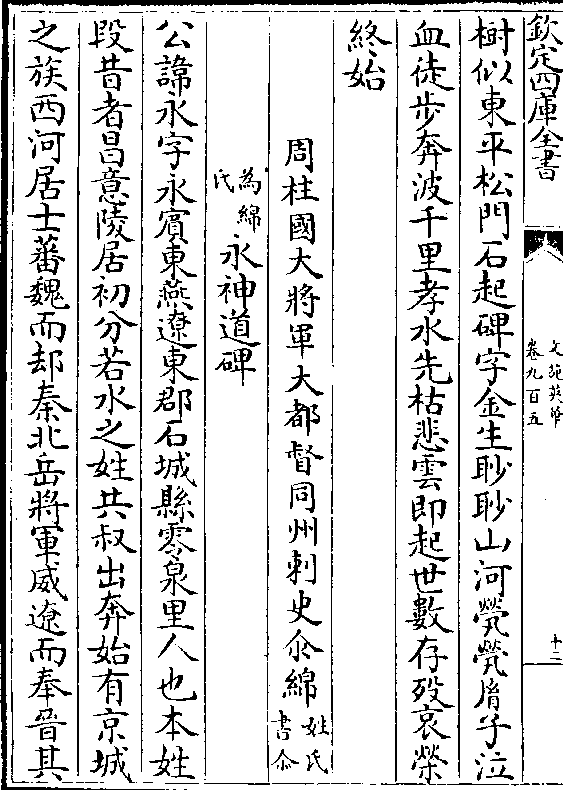 欽定四庫全書
文苑英華
卷九百五
十二
樹似東平松門石起碑字金生眇眇山河煢煢胤子泣
血徒步奔波千里孝水先枯悲雲即起世數存歿哀榮
終始
周柱國大將軍大都督同州刺史尒綿姓氏書尒
為綿氏永神道碑
公諱永字永賓東燕遼東郡石城縣零泉里人也本姓
段昔者昌意陵居初分若水之姓共叔出奔始有京城
之族西河居士蕃魏而却秦北岳將軍威遼而奉晉其